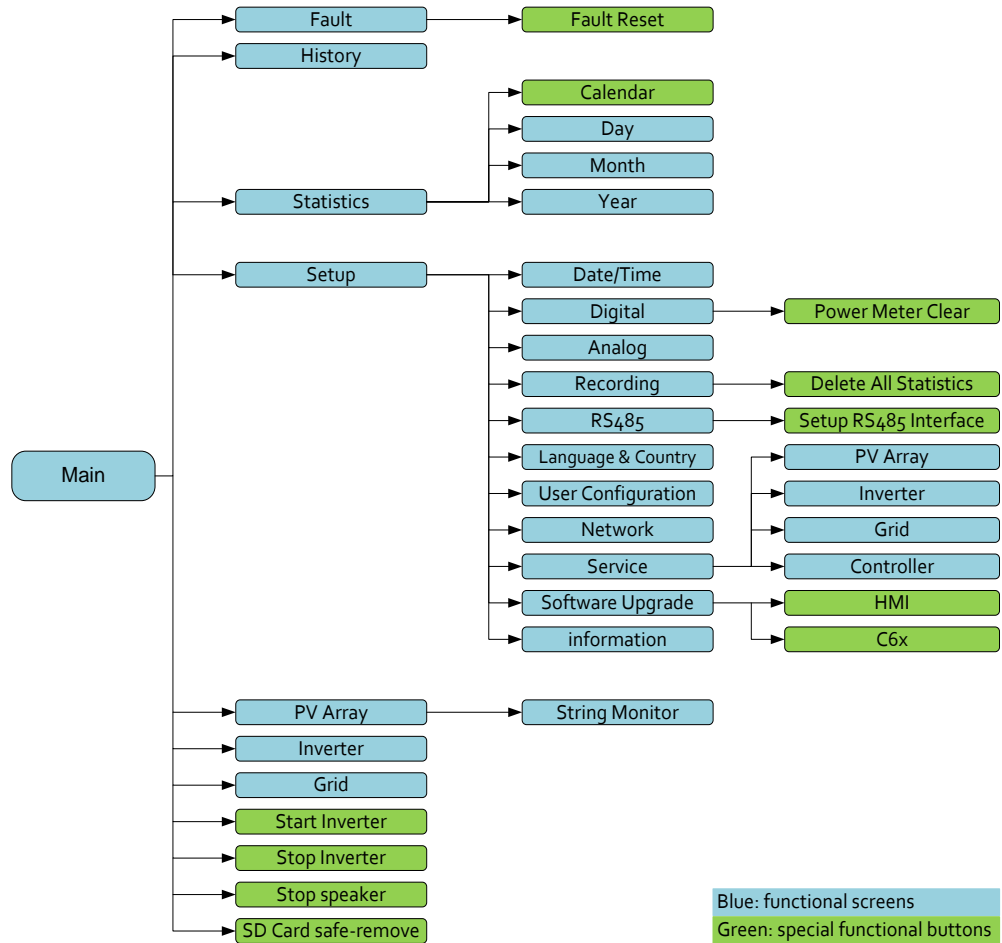 Fault
Fault Reset
History
Calendar
Day
Month
Statistics
Year
Setup
Date/Time
Digital
Power Meter Clear
Analog
Recording
Delete All Statistics
RS485
Setup RS485 Interface
Language & Country
PV Array
Main
User Configuration
Inverter
Network
Grid
Service
Controller
Software Upgrade
HMI
information
C6x
PV Array
String Monitor
Inverter
Grid
Start Inverter
Stop Inverter
Stop speaker
SD Card safe-remove
Blue: functional screens
Green: special functional buttons